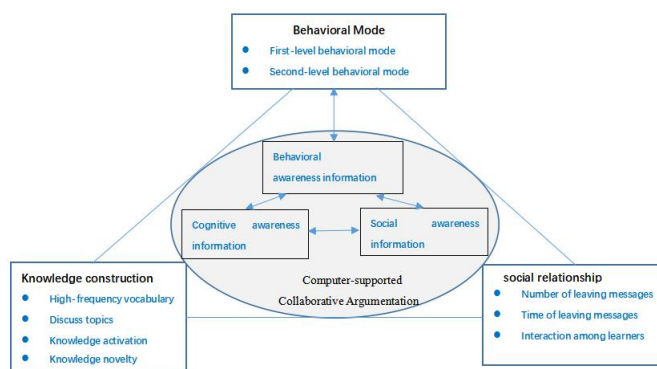 Behavioral Mode
First-level behavioral mode
Second-level behavioral mode
Behavioral
awareness information
Cognitive awareness
information
Social awareness
information
Computer-supported
Collaborative Argumentation
Knowledge construction
High-frequency vocabulary
Discuss topics
Knowledge activation
Knowledge novelty
social relationship
Number of leaving messages
Time of leaving messages
Interaction among learners